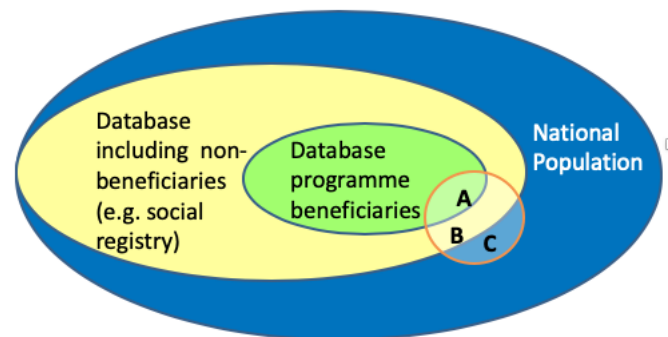 Database
including non-
beneficiaries
(e.g. social
registry)
Database
programme
beneficiaries
National
Population
A
B
C